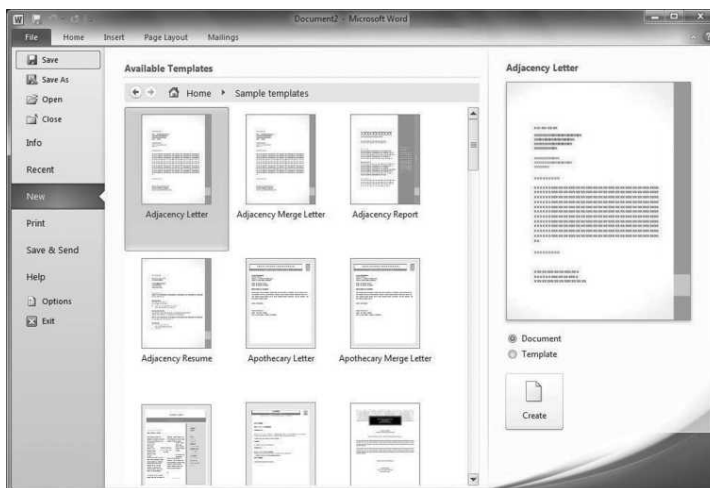 W
Document2 - Microsoft Word
File Home Insert Page Layout Mailings
Save
Save As
Open
Close
Info
Recent
New
Print
Save & Send
Help
Options
Exit
Available Templates
Home Sample templates
Adjacency Letter
Adjacency Merge Letter
Adjacency Report
Adjacency Resume
Apothecary Letter
Apothecary Merge Letter
Adjacency Letter
Document
Template
Create